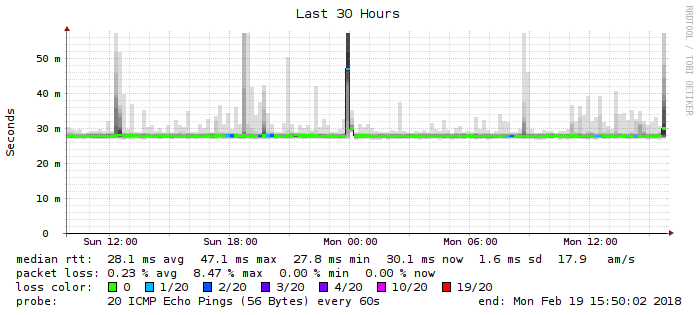 Last 30 Hours
RRDTOOL / TOBI OETIKER
Seconds
50 m
40 m
30 m
20 m
10 m
0
Sun 12:00 Sun 18:00 Mon 00:00 Mon 06:00 Mon 12:00
median rtt: 28.1 ms avg 47.1 ms max 27.8 ms min 30.1 ms now 1.6 ms sd 17.9 am/s
packet loss: 0.23 % avg 8.47 % max 0.00 % min 0.00 % now
loss color: 0 1/20 2/20 3/20 4/20 10/20 19/20
probe: 20 ICMP Echo Pings (56 Bytes) every 60s end: Mon Feb 19 15:50:02 2018